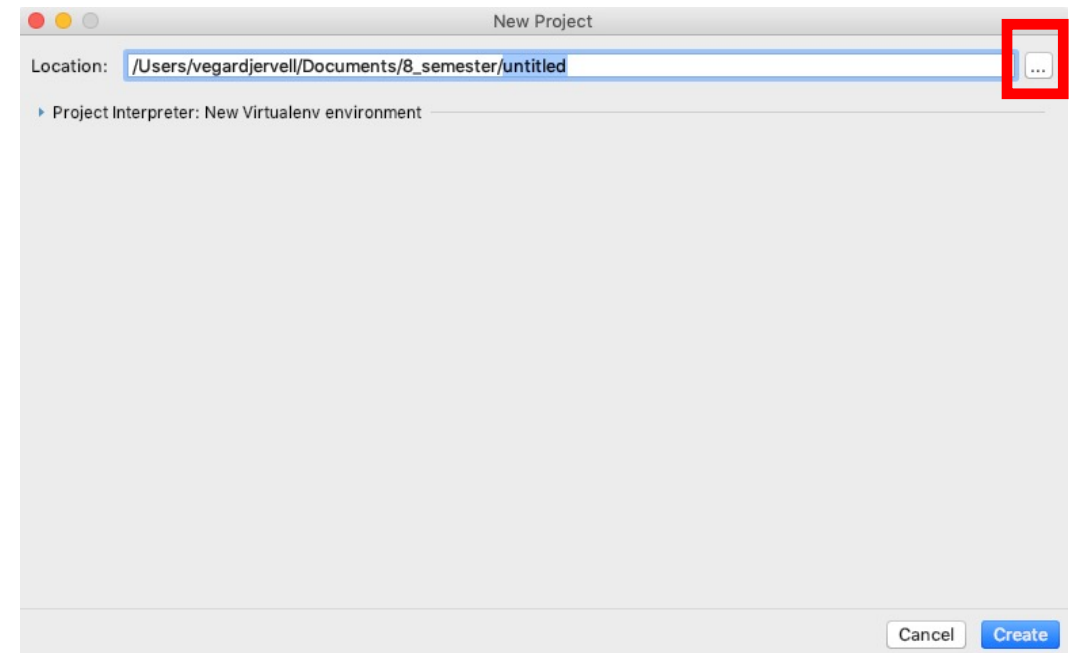 New Project
Location: /Users/vegardjervell/Documents/8_semester/untitled ...
Project Interpreter: New Virtualenv environment
Cancel Create